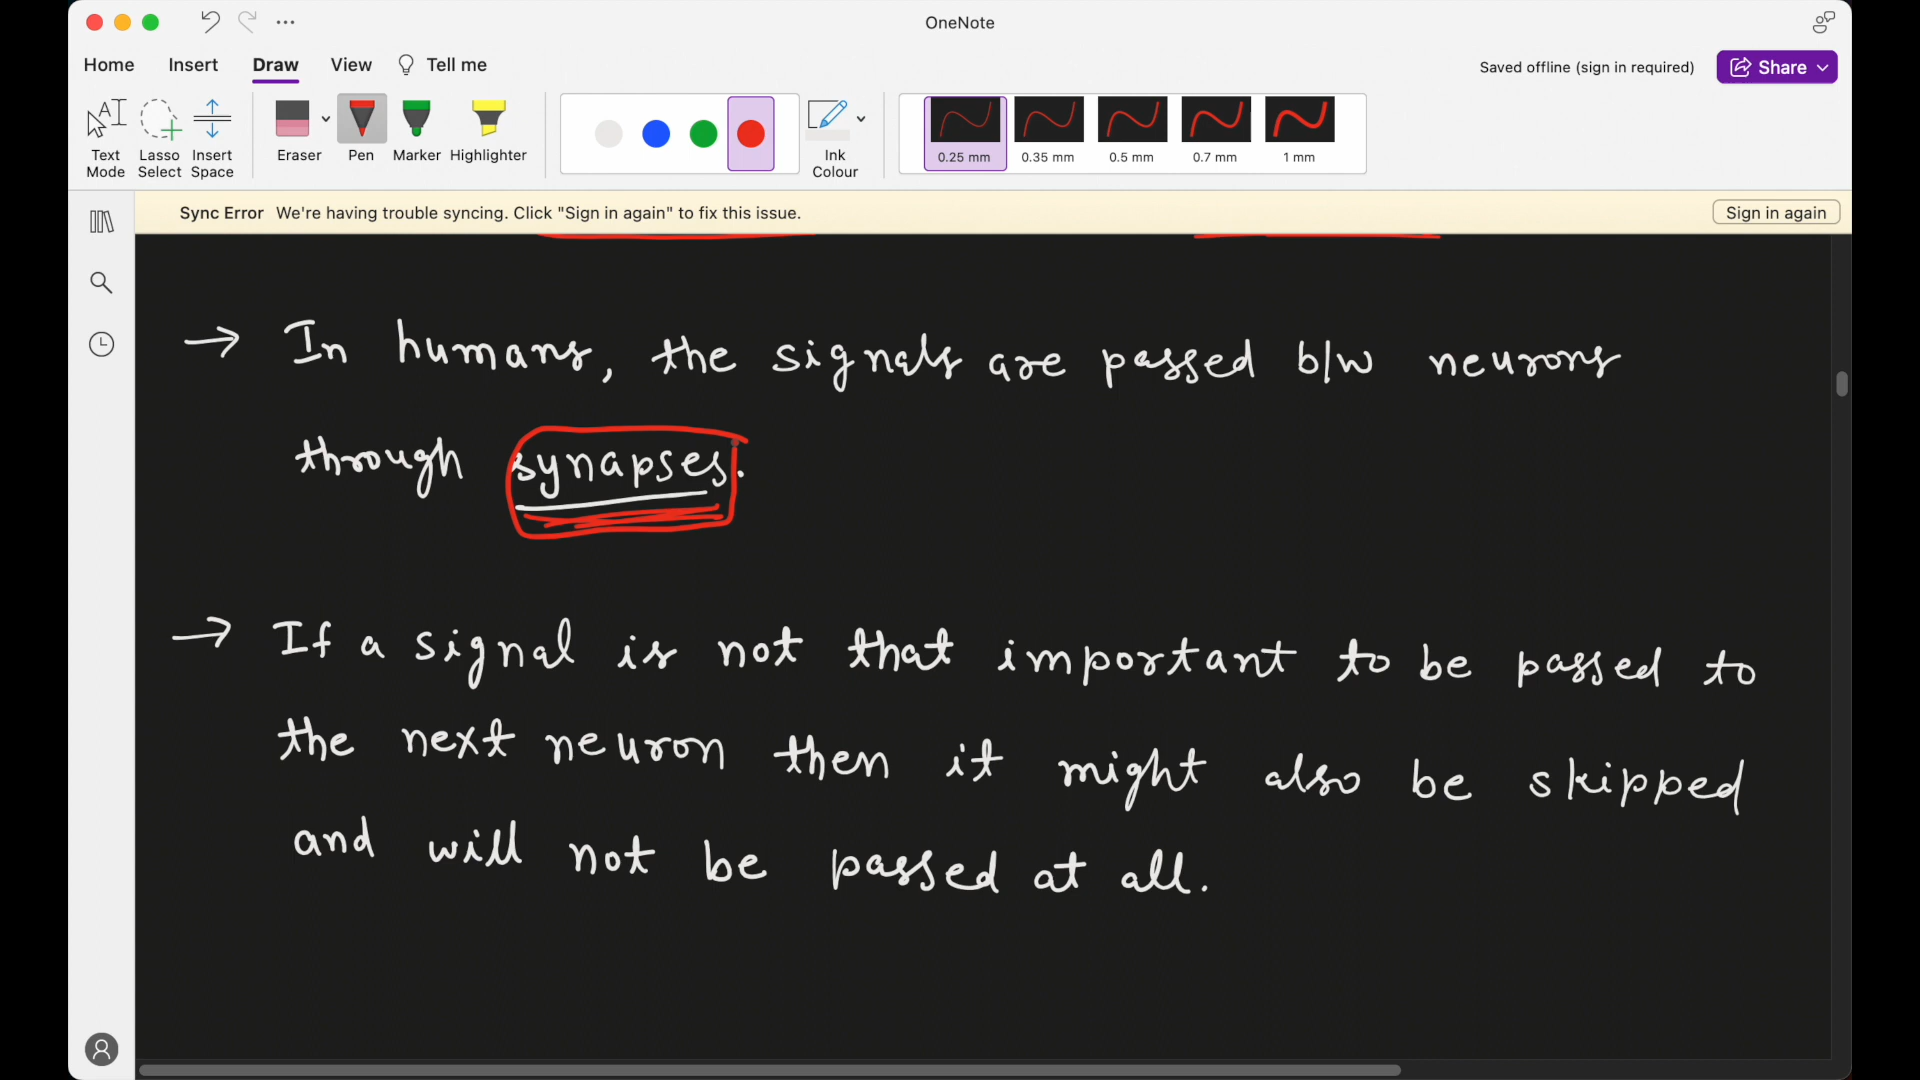 OneNote
Home Insert Draw View Tell me
Saved offline (sign in required) Share
Text Mode
Lasso Select
Insert Space
Eraser
Pen
Marker
Highlighter
Ink Colour
0.25 mm 0.35 mm 0.5 mm 0.7 mm 1 mm
Sync Error We're having trouble syncing. Click "Sign in again" to fix this issue. Sign in again
→ In humans, the signals are passed b/w neurons
through synapses.
→ If a signal is not that important to be passed to
the next neuron then it might also be skipped
and will not be passed at all.